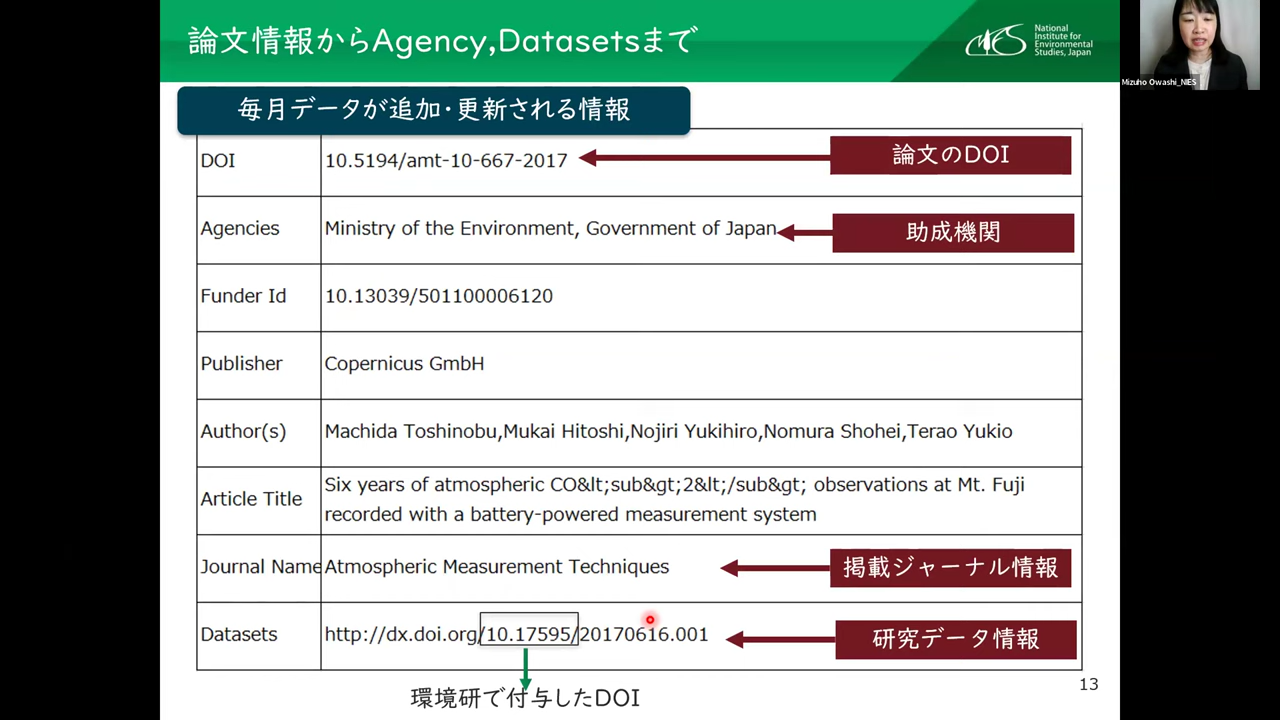 論文情報からAgency,Datasetsまで
National
Institute for
Environmental
Studies, Japan
Mizuho Owashi_NIES
毎月データが追加・更新される情報
DOI 10.5194/amt-10-667-2017 論文のDOI
Agencies Ministry of the Environment, Government of Japan 助成機関
Funder Id 10.13039/501100006120
Publisher Copernicus GmbH
Author(s) Machida Toshinobu,Mukai Hitoshi,Nojiri Yukihiro,Nomura Shohei,Terao Yukio
Article Title Six years of atmospheric CO&lt;sub&gt;2&lt;/sub&gt; observations at Mt. Fuji
recorded with a battery-powered measurement system
Journal Name Atmospheric Measurement Techniques 掲載ジャーナル情報
Datasets http://dx.doi.org/10.17595/20170616.001 研究データ情報
環境研で付与したDOI
13